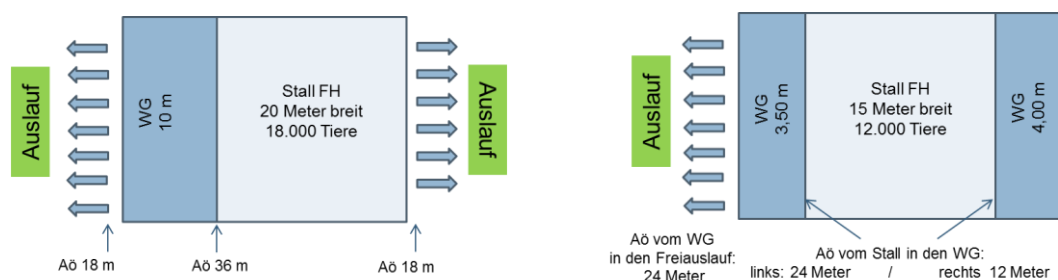 Auslauf
WG
10 m
Stall FH
20 Meter breit
18.000 Tiere
Auslauf
Aö 18 m
Aö 36 m
Aö 18 m
Auslauf
WG
3,50 m
Stall FH
15 Meter breit
12.000 Tiere
WG
4,00 m
Aö vom WG
in den Freiauslauf:
24 Meter
Aö vom Stall in den WG:
links: 24 Meter / rechts 12 Meter